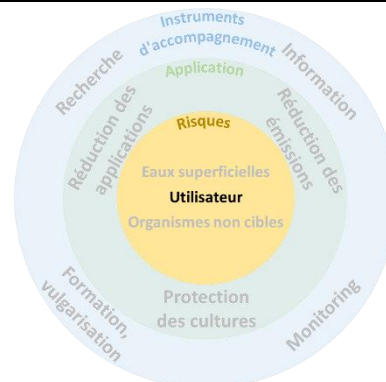 Instruments
d'accompagnement
Recherche
Information
Application
Réduction des
applications
Réduction des
émissions
Risques
Eaux superficielles
Utilisateur
Organismes non cibles
Protection
des cultures
Formation,
vulgarisation
Monitoring